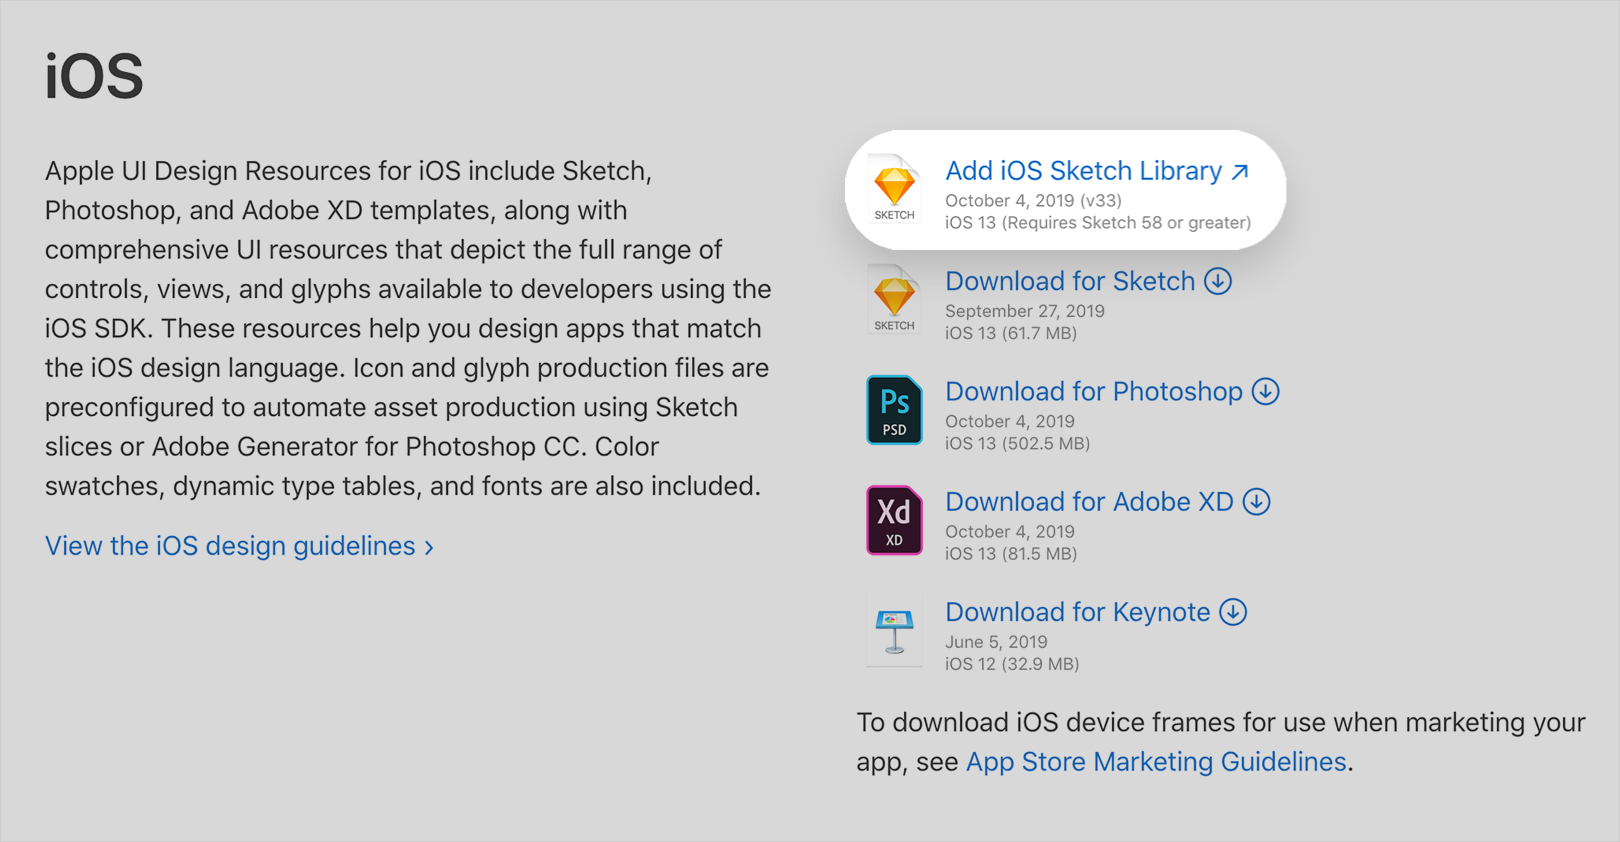 iOS
Apple UI Design Resources for iOS include Sketch,
Photoshop, and Adobe XD templates, along with
comprehensive UI resources that depict the full range of
controls, views, and glyphs available to developers using the
iOS SDK. These resources help you design apps that match
the iOS design language. Icon and glyph production files are
preconfigured to automate asset production using Sketch
slices or Adobe Generator for Photoshop CC. Color
swatches, dynamic type tables, and fonts are also included.
View the iOS design guidelines ›
SKETCH
Add iOS Sketch Library ↗
October 4, 2019 (v33)
iOS 13 (Requires Sketch 58 or greater)
SKETCH
Download for Sketch
September 27, 2019
iOS 13 (61.7 MB)
Ps
PSD
Download for Photoshop
October 4, 2019
iOS 13 (502.5 MB)
Xd
XD
Download for Adobe XD
October 4, 2019
iOS 13 (81.5 MB)
Download for Keynote
June 5, 2019
iOS 12 (32.9 MB)
To download iOS device frames for use when marketing your
app, see App Store Marketing Guidelines.